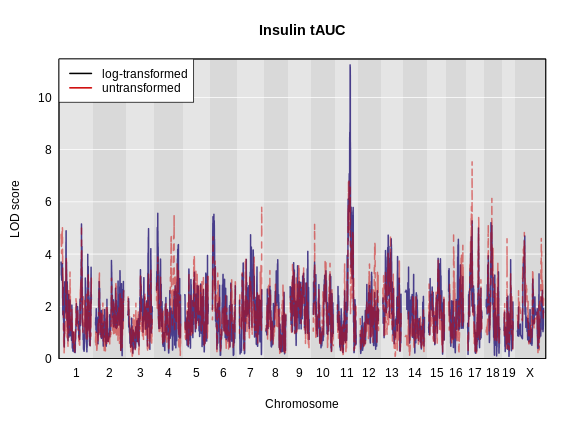 Insulin tAUC
log-transformed
untransformed
10
8
6
4
2
0
LOD score
1 2 3 4 5 6 7 8 9 10 11 12 13 14 15 16 17 18 19 X
Chromosome